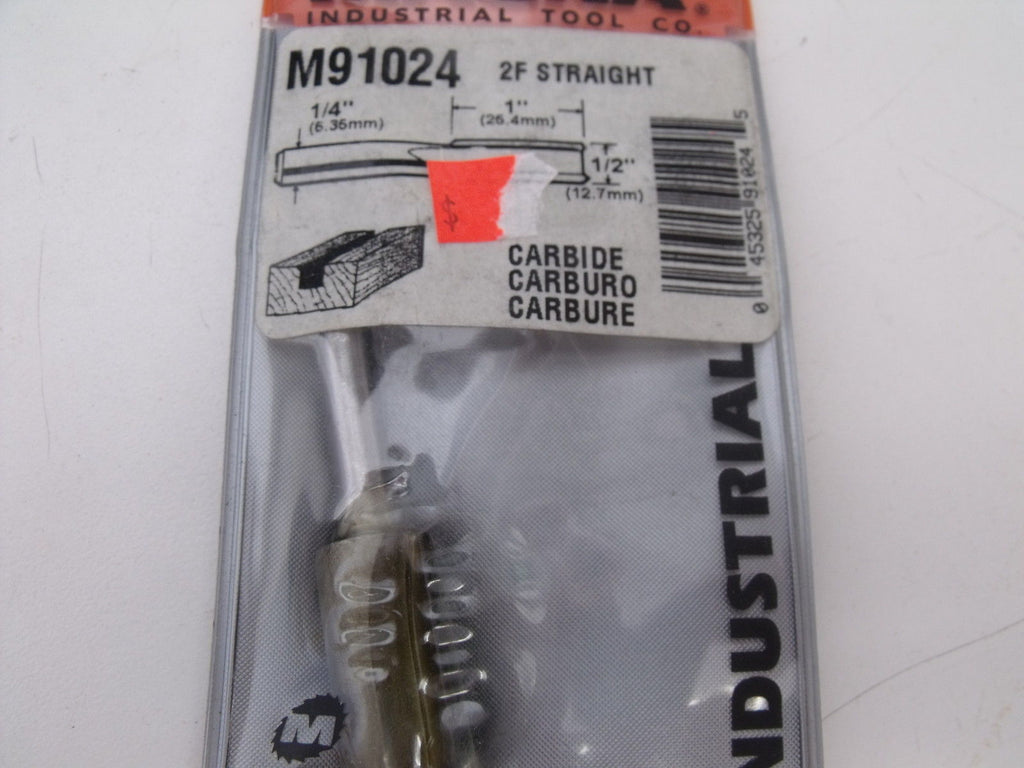 INDUSTRIAL TOOL CO.
M91024 2F STRAIGHT
1/4" 1"
(6.35mm) (26.4mm)
1/2"
(12.7mm)
CARBIDE
CARBURO
CARBURE
0 45325 91024 5
INDUSTRIAL
M